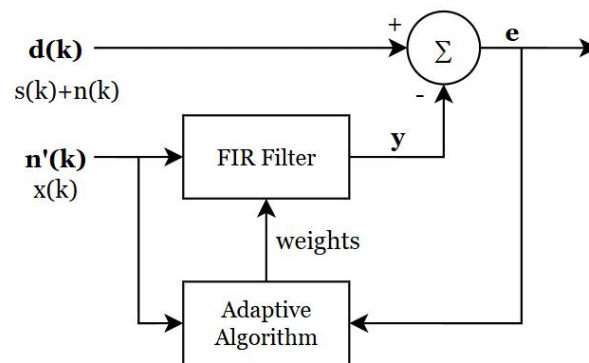 +
Σ
e
d(k)
s(k)+n(k)
-
n'(k)
x(k)
FIR Filter
y
weights
Adaptive
Algorithm